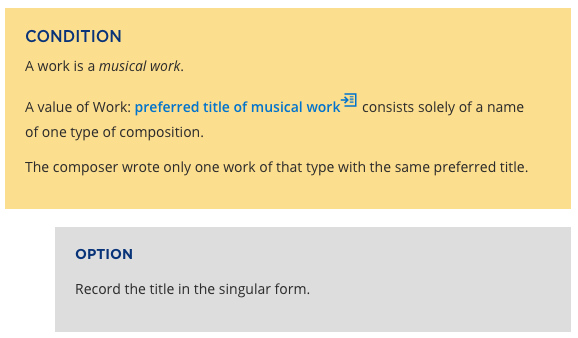 CONDITION
A work is a musical work.
A value of Work: preferred title of musical work consists solely of a name
of one type of composition.
The composer wrote only one work of that type with the same preferred title.
OPTION
Record the title in the singular form.